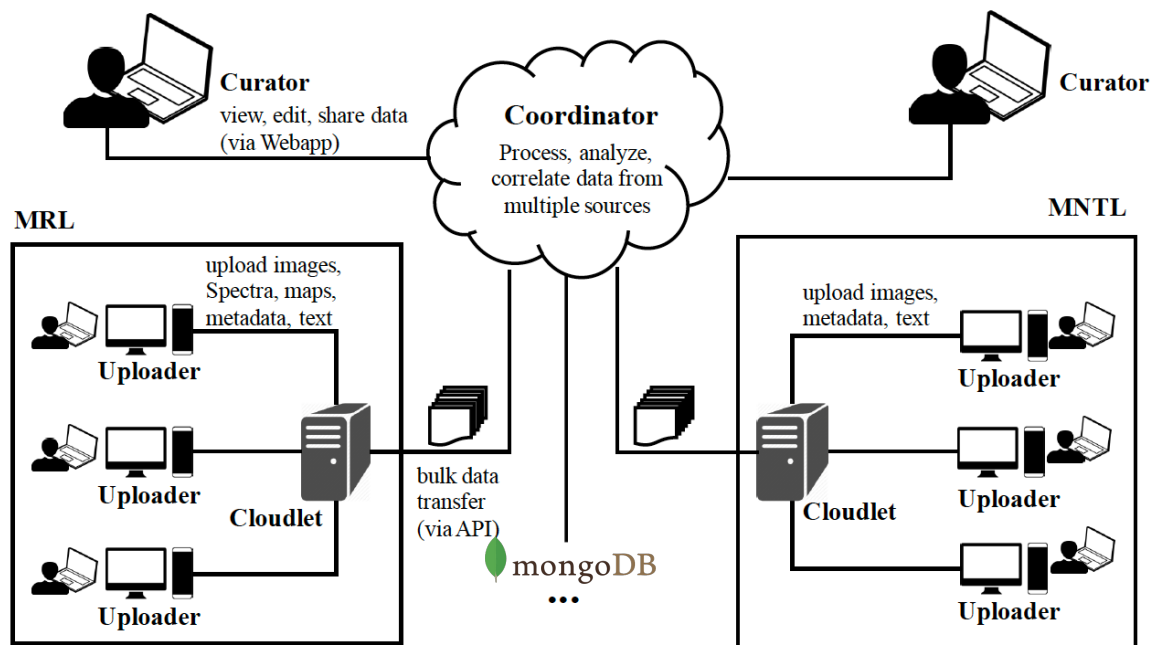 Curator
view, edit, share data
(via Webapp)
Coordinator
Process, analyze,
correlate data from
multiple sources
Curator
MRL
upload images,
Spectra, maps,
metadata, text
Uploader
Uploader
Uploader
Cloudlet
bulk data
transfer
(via API)
mongoDB
...
MNTL
upload images,
metadata, text
Uploader
Uploader
Uploader
Cloudlet